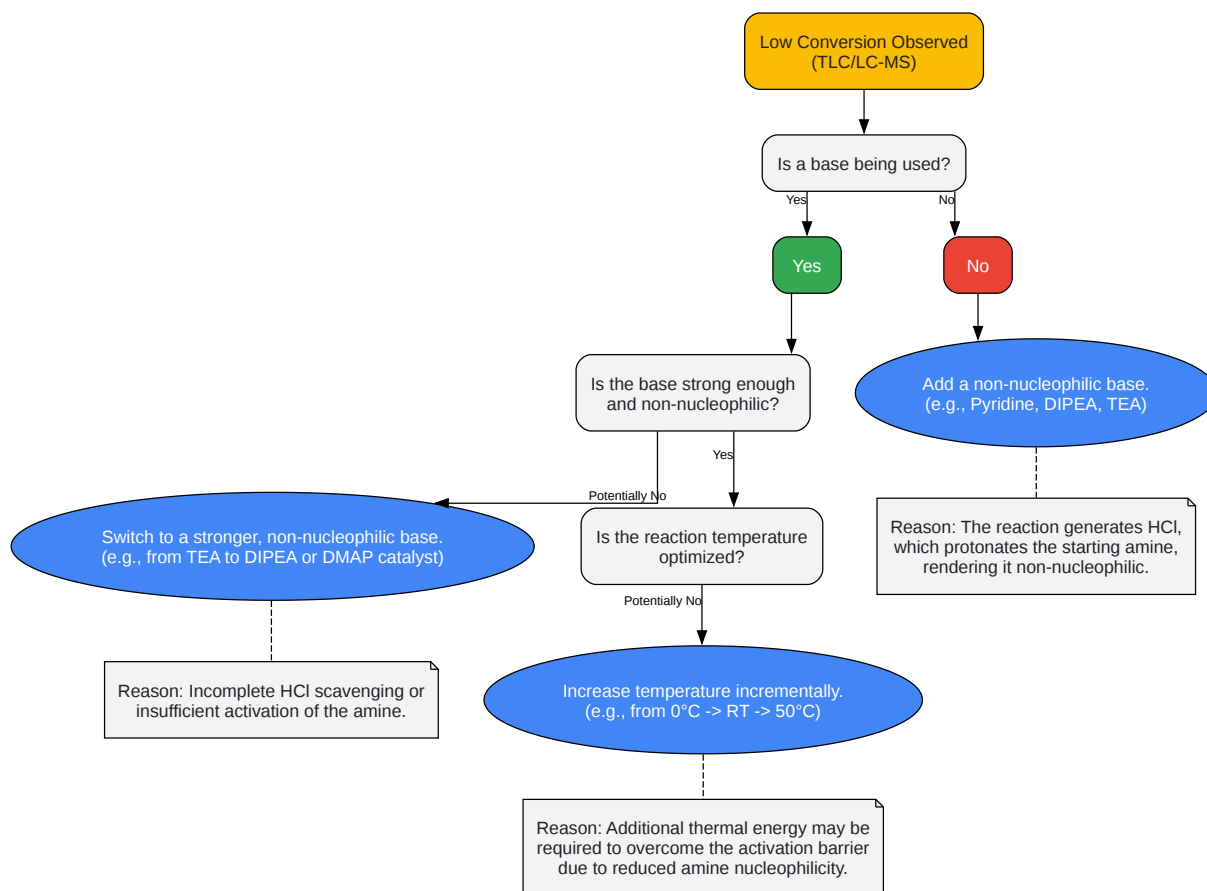 Low Conversion Observed
(TLC/LC-MS)
Is a base being used?
Yes
No
Yes
No
Is the base strong enough
and non-nucleophilic?
Add a non-nucleophilic base.
(e.g., Pyridine, DIPEA, TEA)
Potentially No
Yes
Switch to a stronger, non-nucleophilic base.
(e.g., from TEA to DIPEA or DMAP catalyst)
Is the reaction temperature
optimized?
Reason: The reaction generates HCl,
which protonates the starting amine,
rendering it non-nucleophilic.
Potentially No
Reason: Incomplete HCl scavenging or
insufficient activation of the amine.
Increase temperature incrementally.
(e.g., from 0°C -> RT -> 50°C)
Reason: Additional thermal energy may be
required to overcome the activation barrier
due to reduced amine nucleophilicity.